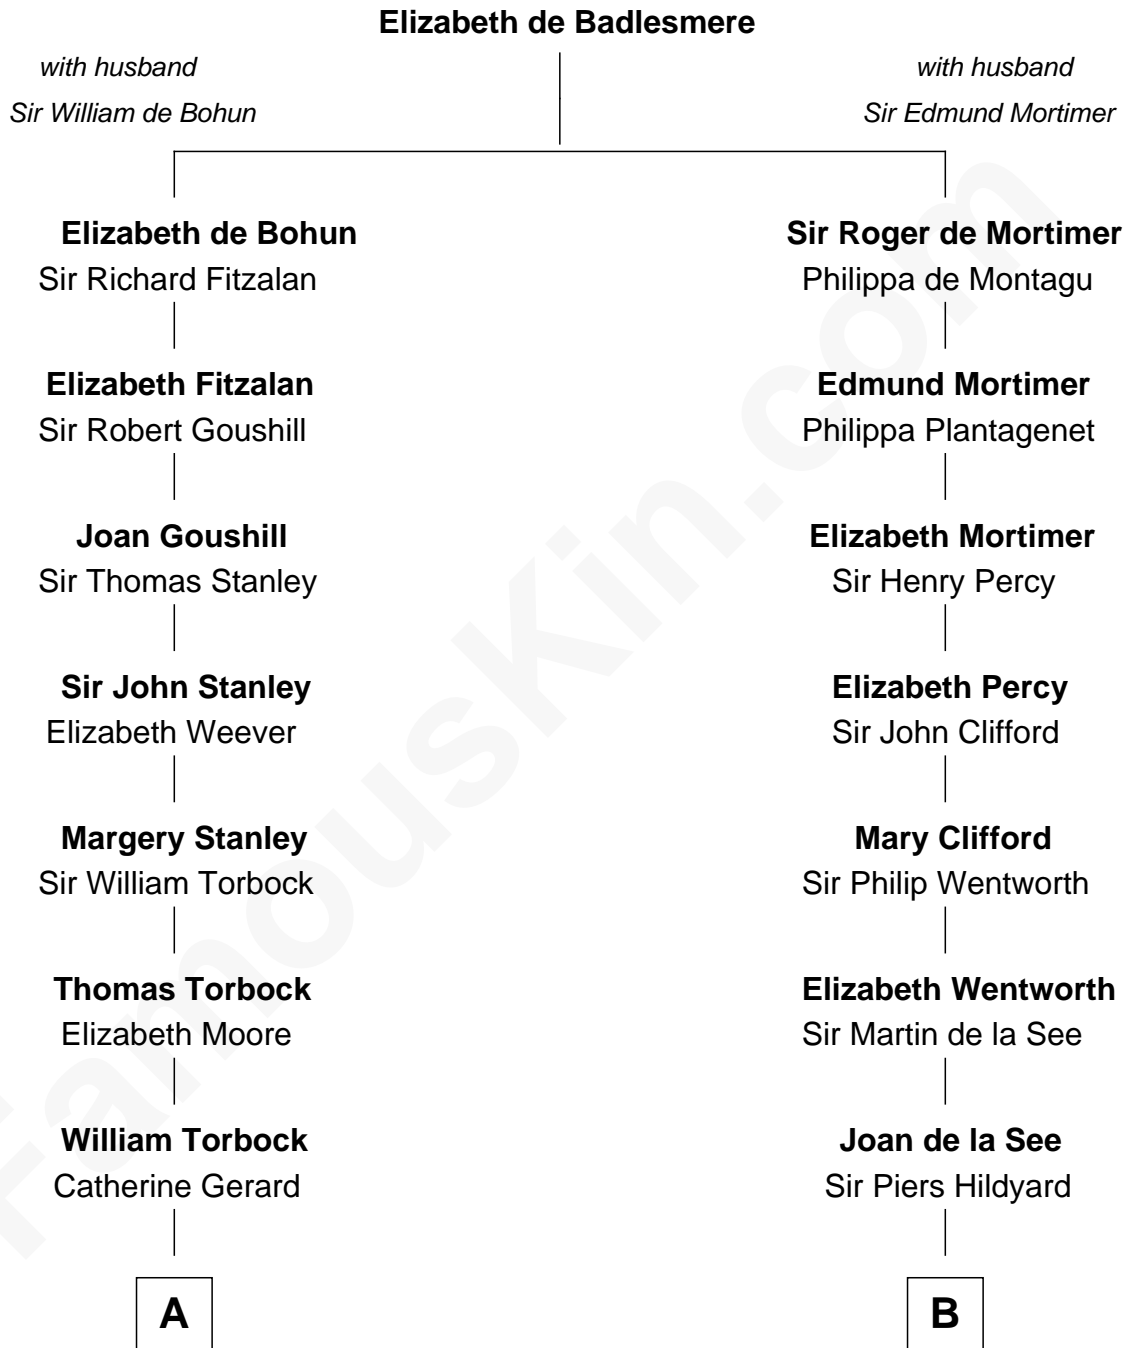 Elizabeth de Badlesmere
with husband
Sir William de Bohun
with husband
Sir Edmund Mortimer
Elizabeth de Bohun
Sir Richard Fitzalan
Sir Roger de Mortimer
Philippa de Montagu
Elizabeth Fitzalan
Sir Robert Goushill
Edmund Mortimer
Philippa Plantagenet
Joan Goushill
Sir Thomas Stanley
Elizabeth Mortimer
Sir Henry Percy
Sir John Stanley
Elizabeth Weever
Elizabeth Percy
Sir John Clifford
Margery Stanley
Sir William Torbock
Mary Clifford
Sir Philip Wentworth
Thomas Torbock
Elizabeth Moore
Elizabeth Wentworth
Sir Martin de la See
William Torbock
Catherine Gerard
Joan de la See
Sir Piers Hildyard
A
B
FamousKin.com